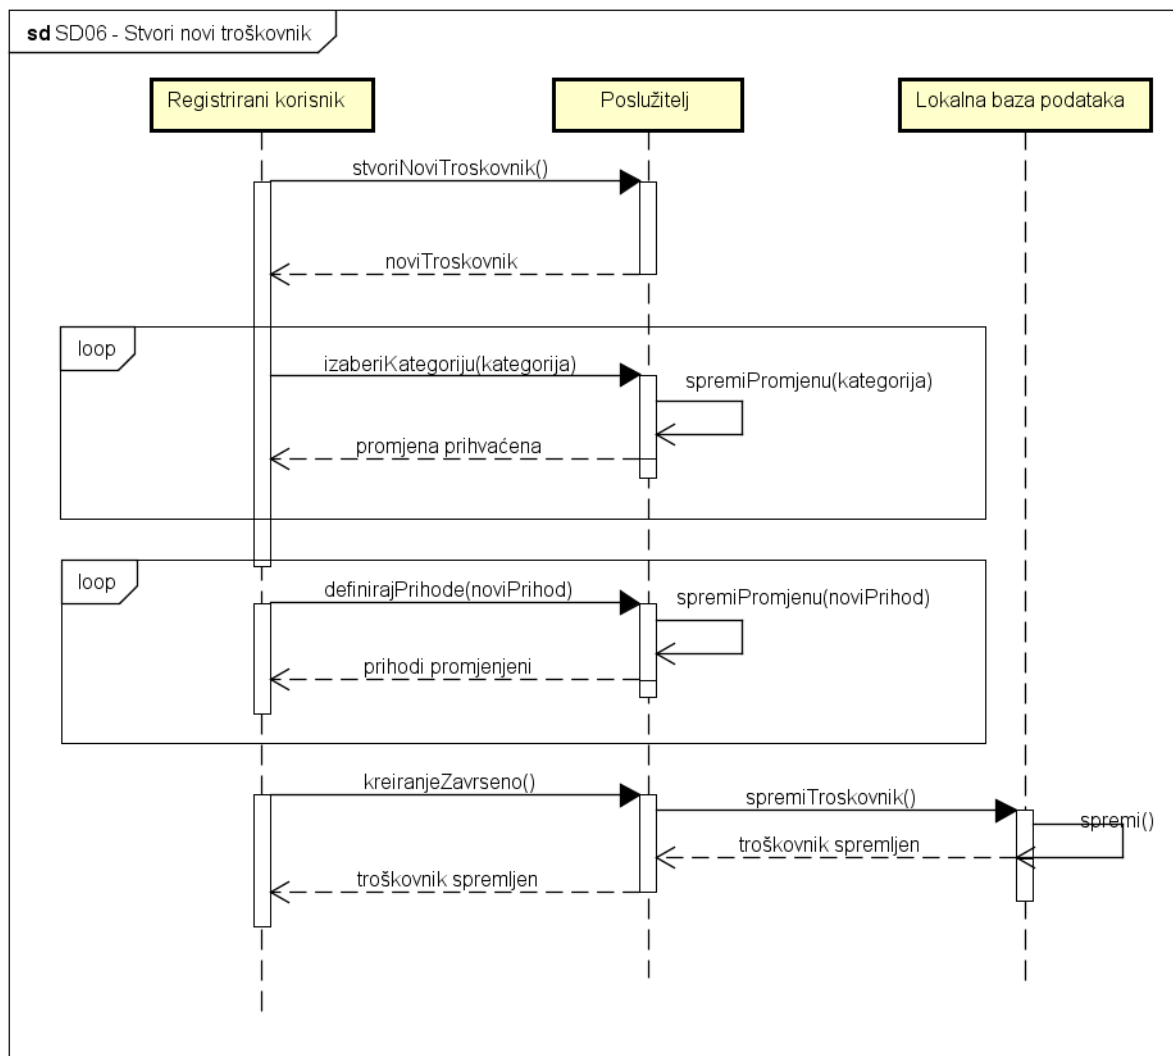 sd SD06 - Stvori novi troškovnik
Registrirani korisnik
Poslužitelj
Lokalna baza podataka
stvoriNoviTroskovnik()
noviTroskovnik
loop
izaberiKategoriju(kategorija)
spremiPromjenu(kategorija)
promjena prihvaćena
loop
definirajPrihode(noviPrihod)
spremiPromjenu(noviPrihod)
prihodi promjenjeni
kreiranjeZavrseno()
spremiTroskovnik()
spremi()
troškovnik spremljen
troškovnik spremljen